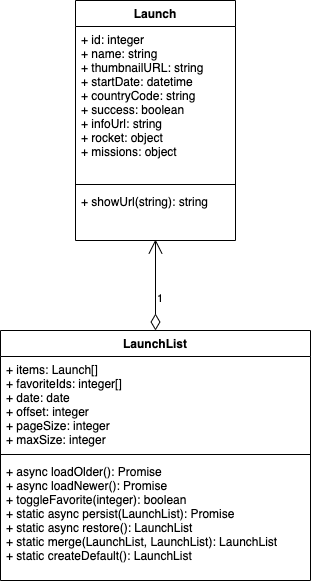 Launch
+ id: integer
+ name: string
+ thumbnailURL: string
+ startDate: datetime
+ countryCode: string
+ success: boolean
+ infoUrl: string
+ rocket: object
+ missions: object
+ showUrl(string): string
1
LaunchList
+ items: Launch[]
+ favoriteIds: integer[]
+ date: date
+ offset: integer
+ pageSize: integer
+ maxSize: integer
+ async loadOlder(): Promise
+ async loadNewer(): Promise
+ toggleFavorite(integer): boolean
+ static async persist(LaunchList): Promise
+ static async restore(): LaunchList
+ static merge(LaunchList, LaunchList): LaunchList
+ static createDefault(): LaunchList